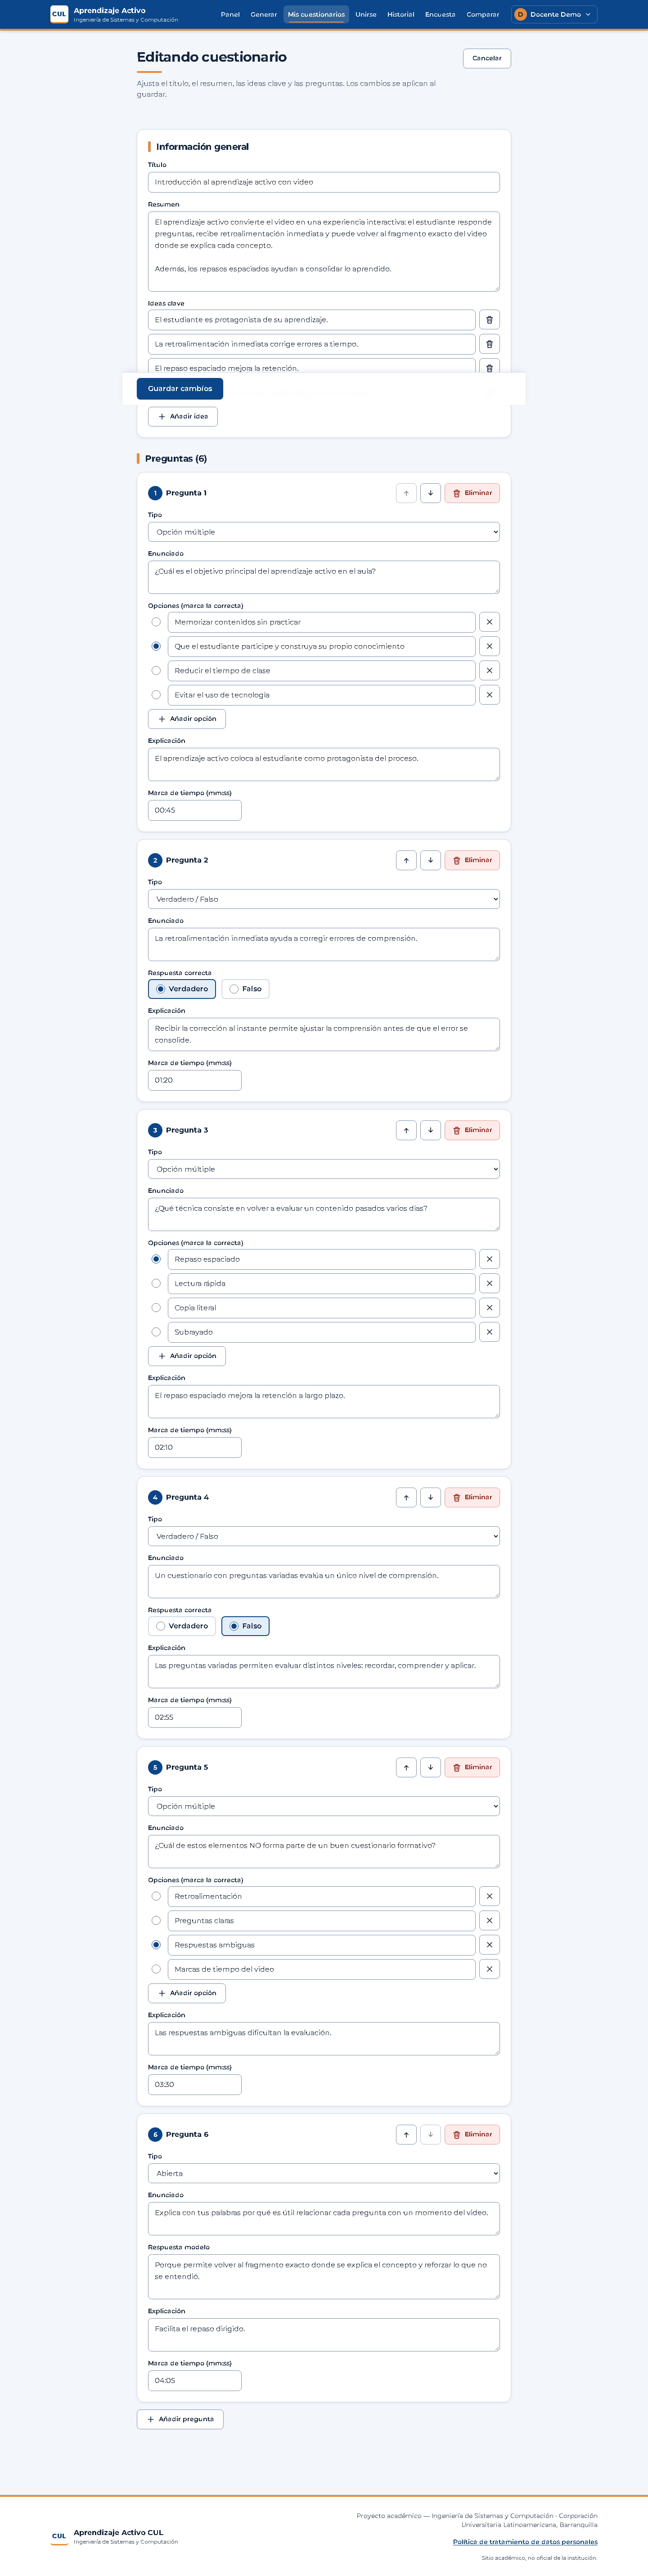 CUL
Aprendizaje Activo
Ingeniería de Sistemas y Computación
Panel
Generar
Mis cuestionarios
Unirse
Historial
Encuesta
Comparar
D
Docente Demo
Editando cuestionario
Cancelar
Ajusta el título, el resumen, las ideas clave y las preguntas. Los cambios se aplican al
guardar.
Información general
Título
Introducción al aprendizaje activo con video
Resumen
El aprendizaje activo convierte el video en una experiencia interactiva: el estudiante responde
preguntas, recibe retroalimentación inmediata y puede volver al fragmento exacto del video
donde se explica cada concepto.
Además, los repasos espaciados ayudan a consolidar lo aprendido.
Ideas clave
El estudiante es protagonista de su aprendizaje.
La retroalimentación inmediata corrige errores a tiempo.
El repaso espaciado mejora la retención.
Guardar cambios
Añadir idea
Preguntas (6)
1
Pregunta 1
Eliminar
Tipo
Opción múltiple
Enunciado
¿Cuál es el objetivo principal del aprendizaje activo en el aula?
Opciones (marca la correcta)
Memorizar contenidos sin practicar
Que el estudiante participe y construya su propio conocimiento
Reducir el tiempo de clase
Evitar el uso de tecnología
Añadir opción
Explicación
El aprendizaje activo coloca al estudiante como protagonista del proceso.
Marca de tiempo (mm:ss)
00:45
2
Pregunta 2
Eliminar
Tipo
Verdadero / Falso
Enunciado
La retroalimentación inmediata ayuda a corregir errores de comprensión.
Respuesta correcta
Verdadero
Falso
Explicación
Recibir la corrección al instante permite ajustar la comprensión antes de que el error se
consolide.
Marca de tiempo (mm:ss)
01:20
3
Pregunta 3
Eliminar
Tipo
Opción múltiple
Enunciado
¿Qué técnica consiste en volver a evaluar un contenido pasados varios días?
Opciones (marca la correcta)
Repaso espaciado
Lectura rápida
Copia literal
Subrayado
Añadir opción
Explicación
El repaso espaciado mejora la retención a largo plazo.
Marca de tiempo (mm:ss)
02:10
4
Pregunta 4
Eliminar
Tipo
Verdadero / Falso
Enunciado
Un cuestionario con preguntas variadas evalúa un único nivel de comprensión.
Respuesta correcta
Verdadero
Falso
Explicación
Las preguntas variadas permiten evaluar distintos niveles: recordar, comprender y aplicar.
Marca de tiempo (mm:ss)
02:55
5
Pregunta 5
Eliminar
Tipo
Opción múltiple
Enunciado
¿Cuál de estos elementos NO forma parte de un buen cuestionario formativo?
Opciones (marca la correcta)
Retroalimentación
Preguntas claras
Respuestas ambiguas
Marcas de tiempo del video
Añadir opción
Explicación
Las respuestas ambiguas dificultan la evaluación.
Marca de tiempo (mm:ss)
03:30
6
Pregunta 6
Eliminar
Tipo
Abierta
Enunciado
Explica con tus palabras por qué es útil relacionar cada pregunta con un momento del video.
Respuesta modelo
Porque permite volver al fragmento exacto donde se explica el concepto y reforzar lo que no
se entendió.
Explicación
Facilita el repaso dirigido.
Marca de tiempo (mm:ss)
04:05
Añadir pregunta
CUL
Aprendizaje Activo CUL
Ingeniería de Sistemas y Computación
Proyecto académico — Ingeniería de Sistemas y Computación · Corporación
Universitaria Latinoamericana, Barranquilla
Política de tratamiento de datos personales
Sitio académico, no oficial de la institución.